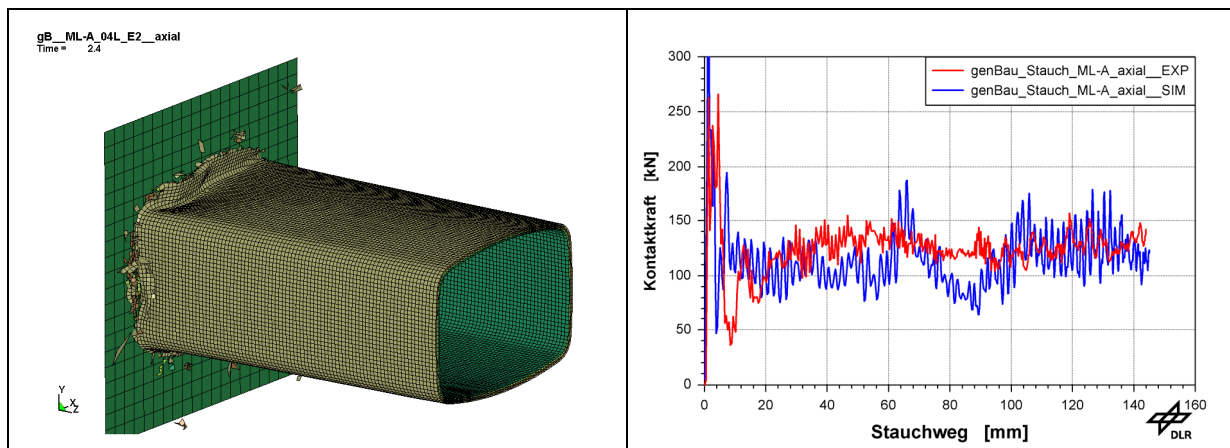 gB__ML-A_04L_E2__axial
Time = 2.4
Y
X
Z
300
250
200
150
100
50
0
Kontaktkraft [kN]
genBau_Stauch_ML-A_axial__EXP
genBau_Stauch_ML-A_axial__SIM
0 20 40 60 80 100 120 140 160
Stauchweg [mm]
DLR